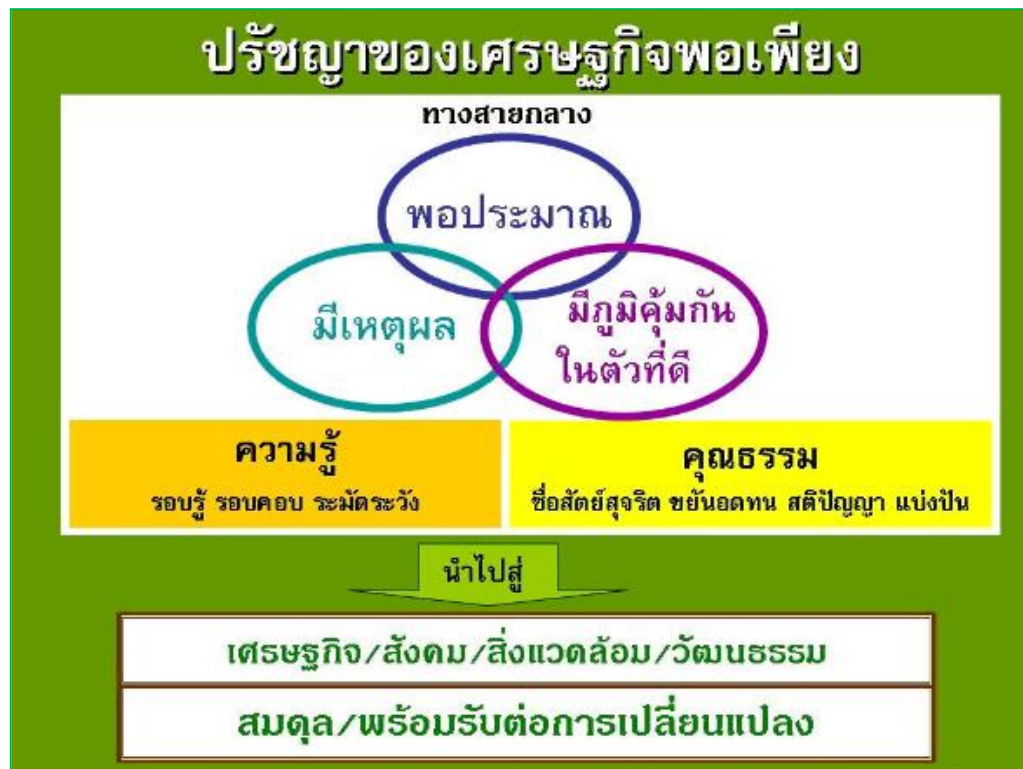 ปรัชญาของเศรษฐกิจพอเพียง
ทางสายกลาง
พอประมาณ
มีเหตุผล
มีภูมิคุ้มกัน
ในตัวที่ดี
ความรู้
รอบรู้ รอบคอบ ระมัดระวัง
คุณธรรม
ซื่อสัตย์สุจริต ขยันอดทน สติปัญญา แบ่งปัน
นำไปสู่
เศรษฐกิจ/สังคม/สิ่งแวดล้อม/วัฒนธรรม
สมดุล/พร้อมรับต่อการเปลี่ยนแปลง